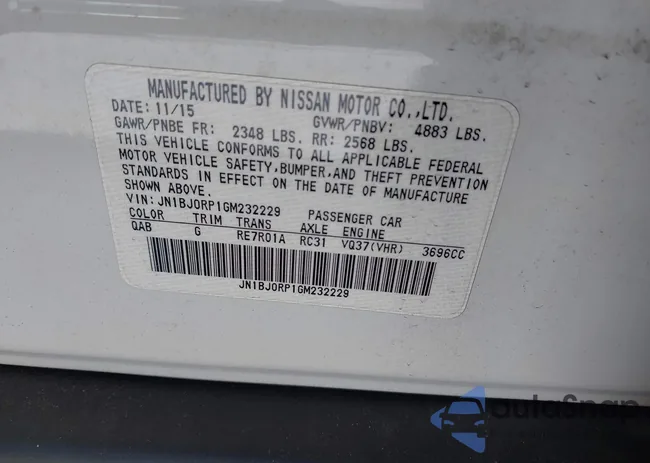 MANUFACTURED BY NISSAN MOTOR CO.,LTD.
DATE: 11/15 GVWR/PNBV: 4883 LBS.
GAWR/PNBE FR: 2348 LBS. RR: 2568 LBS.
THIS VEHICLE CONFORMS TO ALL APPLICABLE FEDERAL
MOTOR VEHICLE SAFETY,BUMPER,AND THEFT PREVENTION
STANDARDS IN EFFECT ON THE DATE OF MANUFACTURE
SHOWN ABOVE.
VIN: JN1BJ0RP1GM232229 PASSENGER CAR
COLOR TRIM TRANS AXLE ENGINE
QAB G RE7R01A RC31 VQ37(VHR) 3696CC
JN1BJ0RP1GM232229
AutaSnap